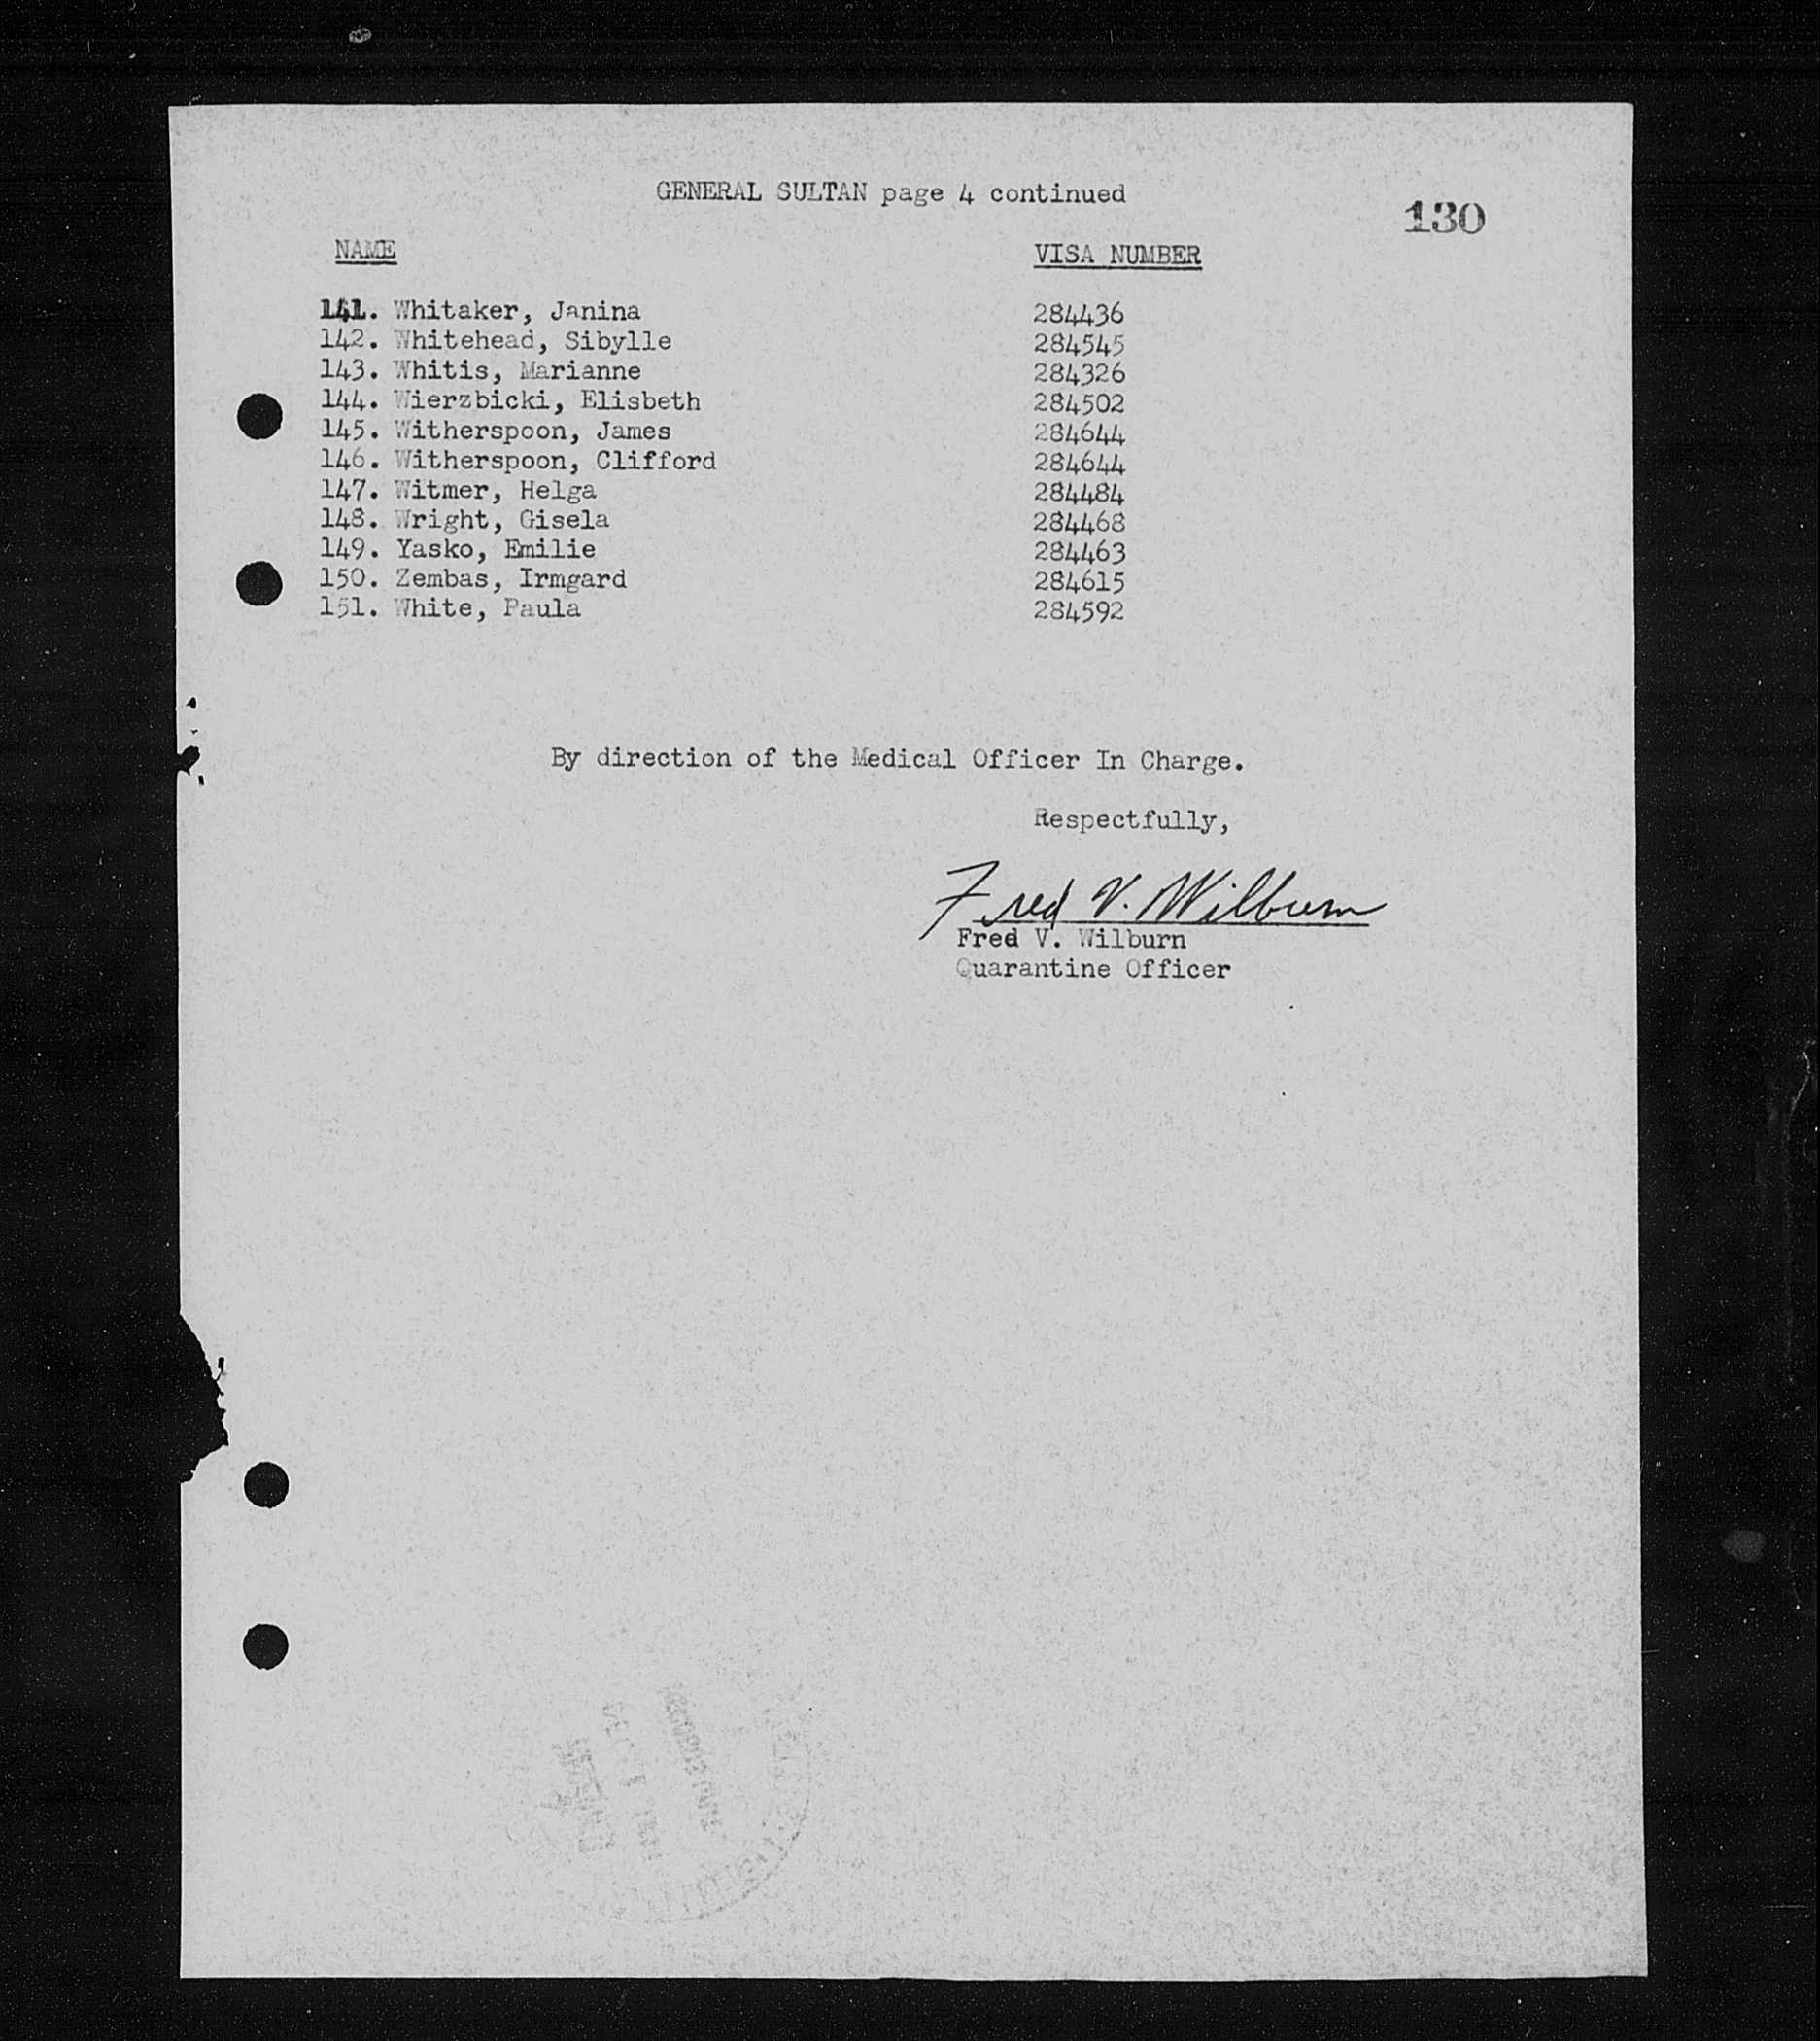 GENERAL SULTAN page 4 continued
130
NAME VISA NUMBER
141. Whitaker, Janina 284436
142. Whitehead, Sibylle 284545
143. Whitis, Marianne 284326
144. Wierzbicki, Elisbeth 284502
145. Witherspoon, James 284644
146. Witherspoon, Clifford 284644
147. Witmer, Helga 284484
148. Wright, Gisela 284468
149. Yasko, Emilie 284463
150. Zembas, Irmgard 284615
151. White, Paula 284592
By direction of the Medical Officer In Charge.
Respectfully,
Fred V. Wilburn
Fred V. Wilburn
Quarantine Officer